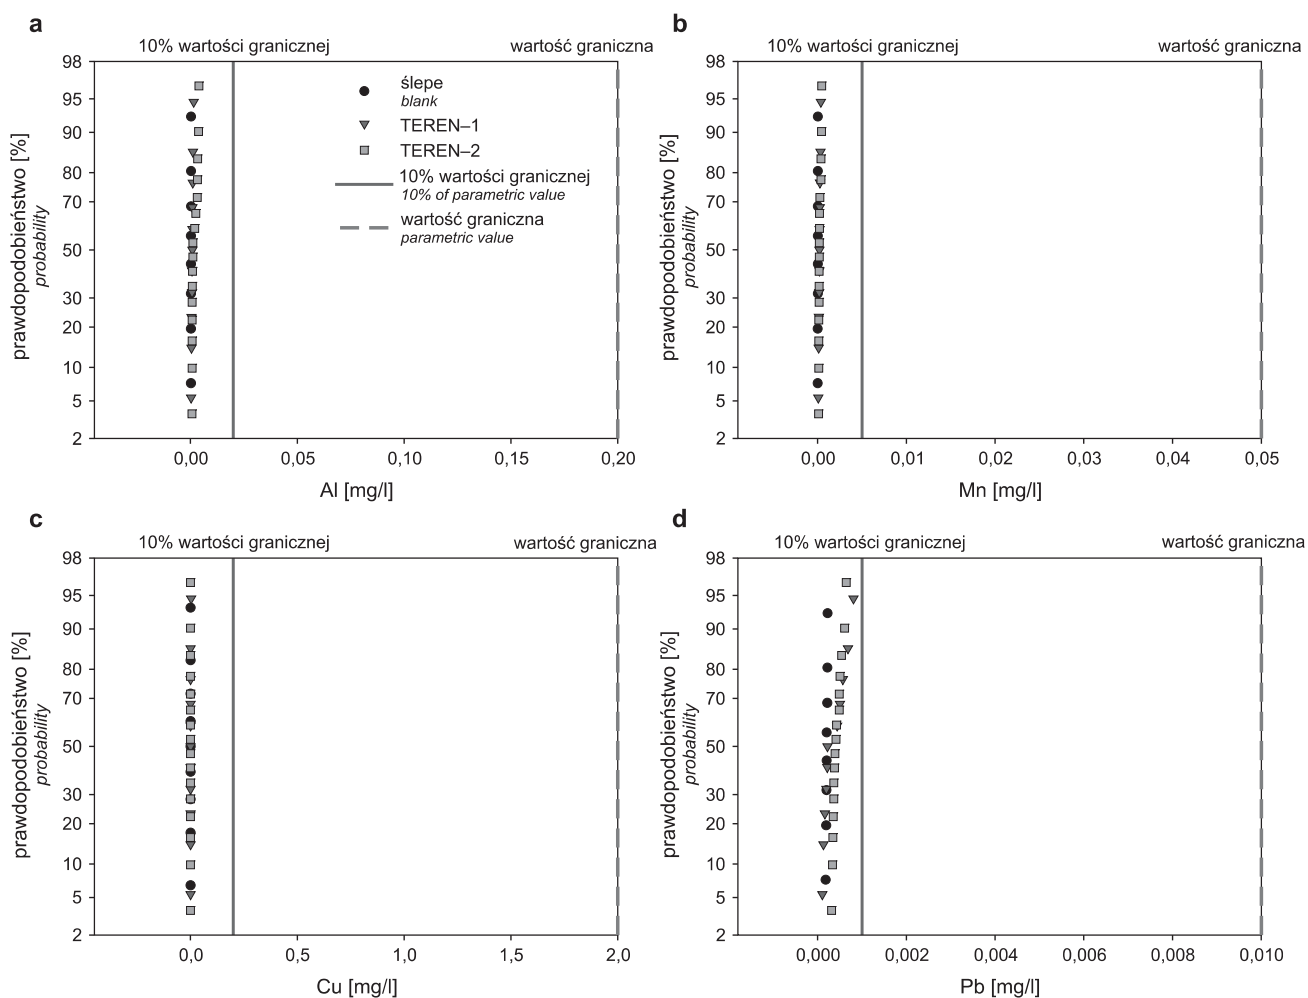 a
10% wartości granicznej wartość graniczna
98
95
90
80
70
50
30
20
10
5
2
prawdopodobieństwo [%]
probability
ślepe
blank
TEREN–1
TEREN–2
10% wartości granicznej
10% of parametric value
wartość graniczna
parametric value
0,00 0,05 0,10 0,15 0,20
Al [mg/l]
b
10% wartości granicznej wartość graniczna
98
95
90
80
70
50
30
20
10
5
2
prawdopodobieństwo [%]
probability
0,00 0,01 0,02 0,03 0,04 0,05
Mn [mg/l]
c
10% wartości granicznej wartość graniczna
98
95
90
80
70
50
30
20
10
5
2
prawdopodobieństwo [%]
probability
0,0 0,5 1,0 1,5 2,0
Cu [mg/l]
d
10% wartości granicznej wartość graniczna
98
95
90
80
70
50
30
20
10
5
2
prawdopodobieństwo [%]
probability
0,000 0,002 0,004 0,006 0,008 0,010
Pb [mg/l]